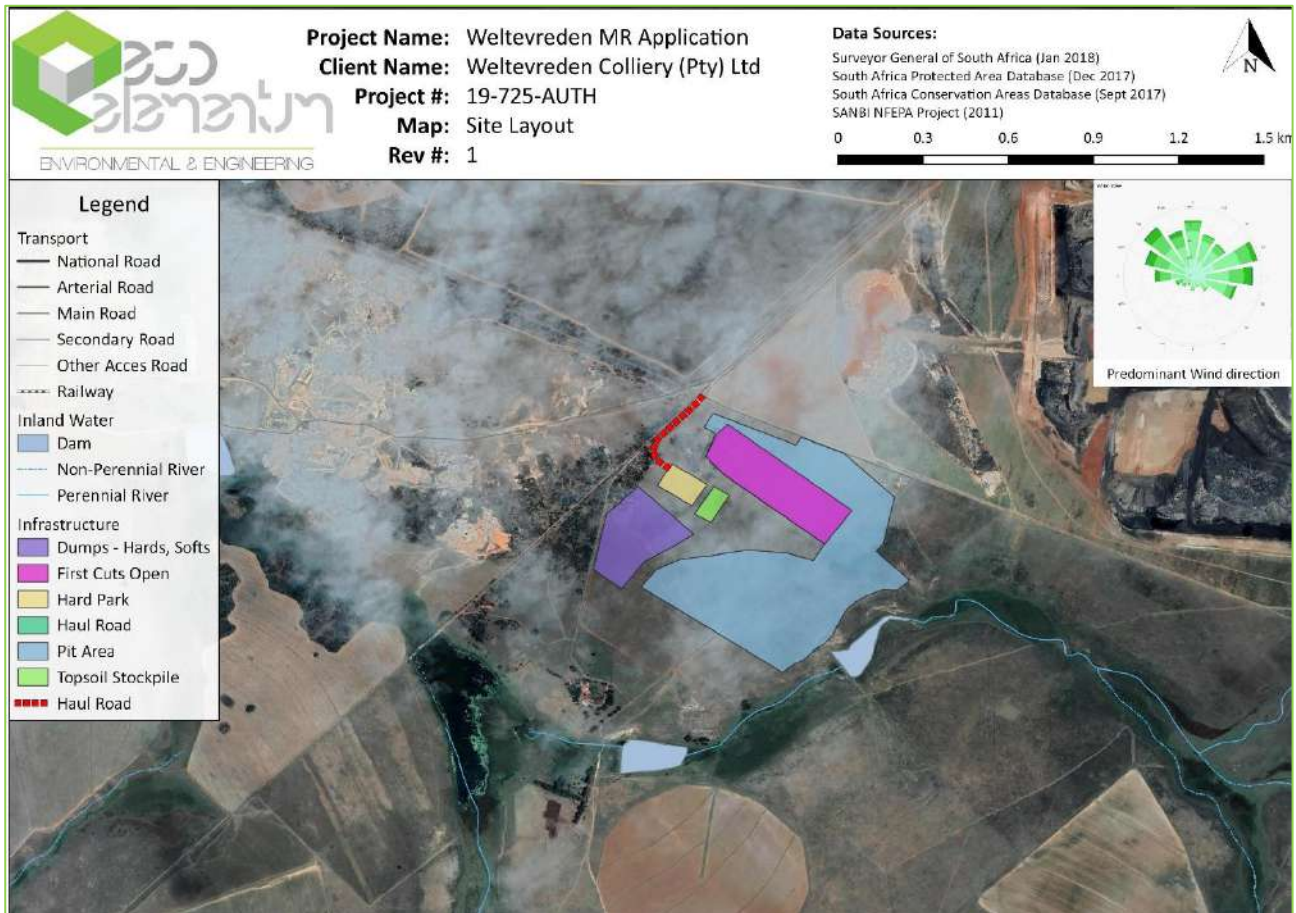 eco
elementum
ENVIRONMENTAL & ENGINEERING
Project Name: Weltevreden MR Application
Client Name: Weltevreden Colliery (Pty) Ltd
Project #: 19-725-AUTH
Map: Site Layout
Rev #: 1
Data Sources:
Surveyor General of South Africa (Jan 2018)
South Africa Protected Area Database (Dec 2017)
South Africa Conservation Areas Database (Sept 2017)
SANBI NFEPA Project (2011)
N
0 0.3 0.6 0.9 1.2 1.5 km
Legend
Transport
National Road
Arterial Road
Main Road
Secondary Road
Other Acces Road
Railway
Inland Water
Dam
Non-Perennial River
Perennial River
Infrastructure
Dumps - Hards, Softs
First Cuts Open
Hard Park
Haul Road
Pit Area
Topsoil Stockpile
Haul Road
Predominant Wind direction